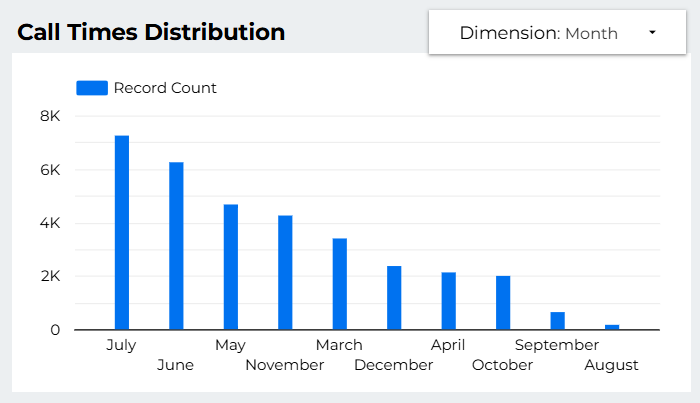 Call Times Distribution
Dimension: Month
Record Count
8K
6K
4K
2K
0
July
June
May
November
March
December
April
October
September
August